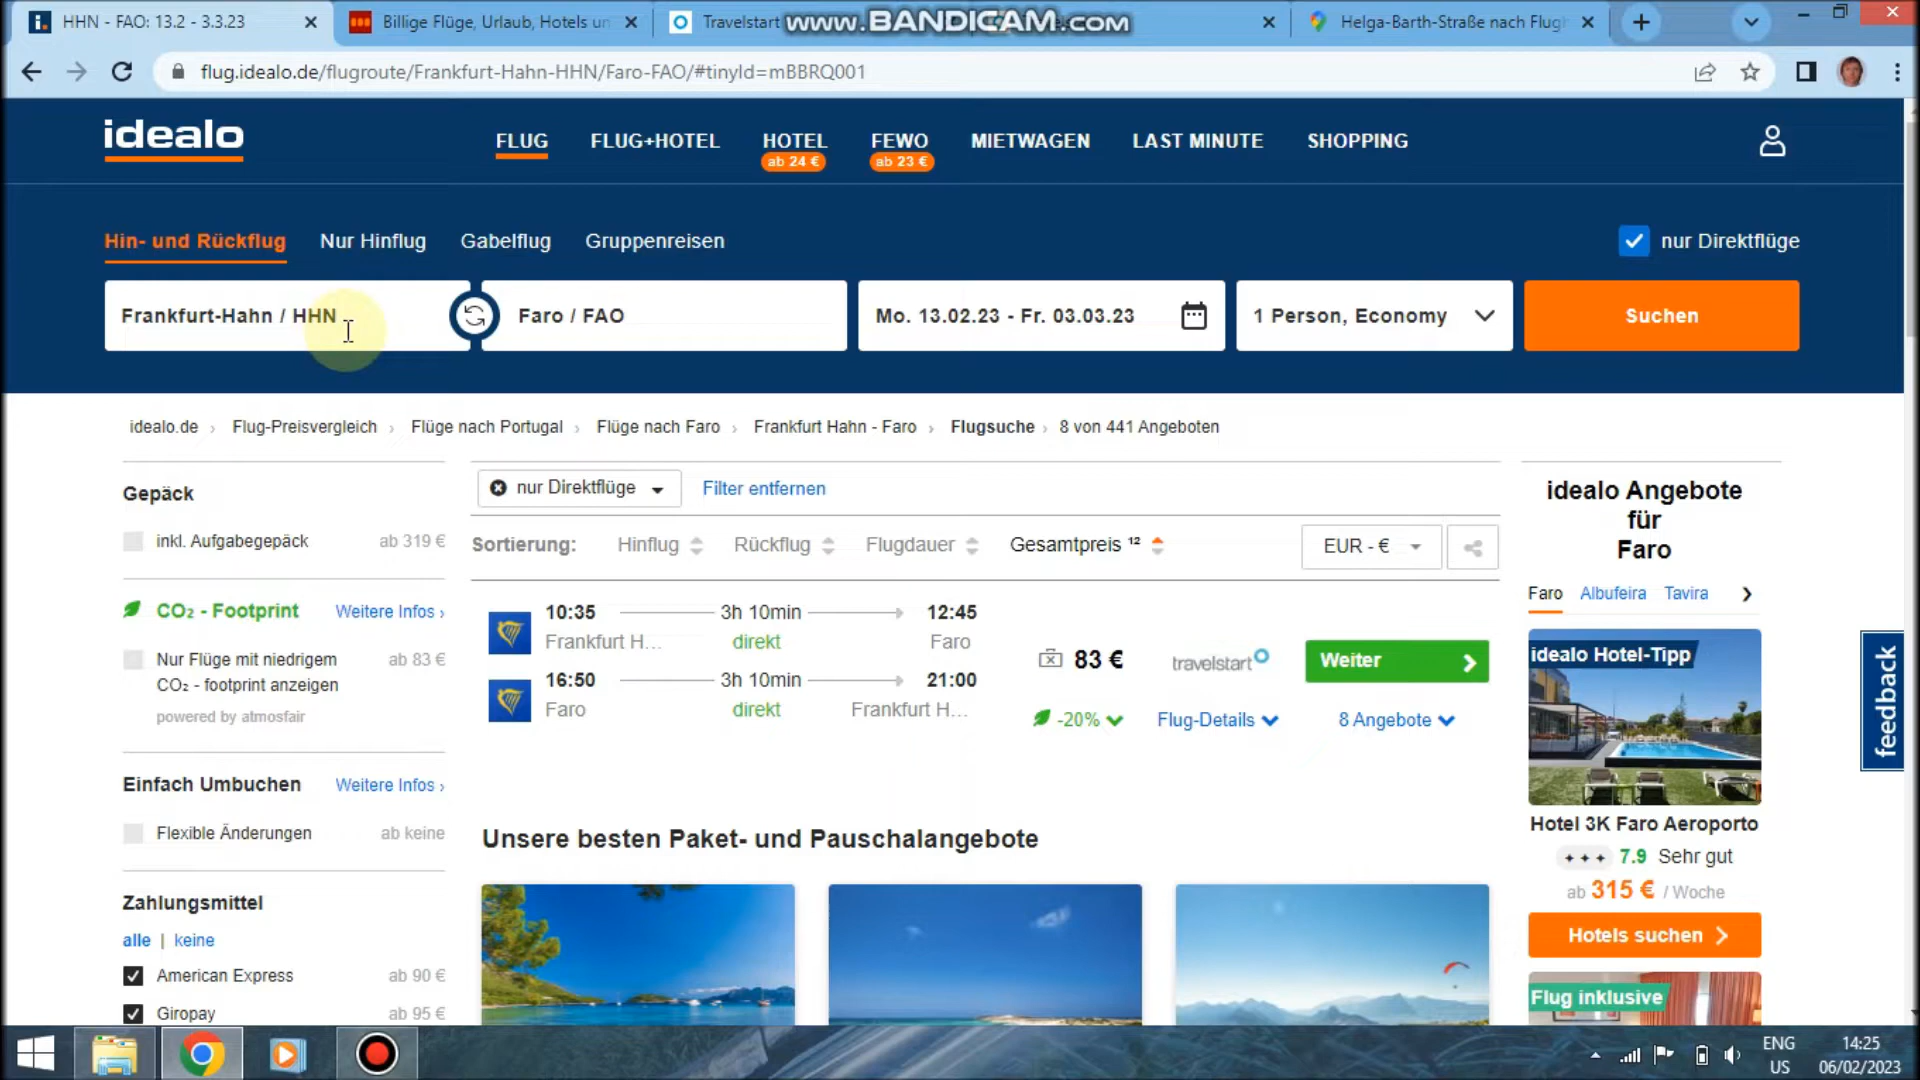 HHN - FAO: 13.2 - 3.3.23
Billige Flüge, Urlaub, Hotels un
Travelstart
www.BANDICAM.com
Helga-Barth-Straße nach Flugh
flug.idealo.de/flugroute/Frankfurt-Hahn-HHN/Faro-FAO/#tinyId=mBBRQ001
idealo
FLUG
FLUG+HOTEL
HOTEL
ab 24 €
FEWO
ab 23 €
MIETWAGEN
LAST MINUTE
SHOPPING
Hin- und Rückflug
Nur Hinflug
Gabelflug
Gruppenreisen
nur Direktflüge
Frankfurt-Hahn / HHN
Faro / FAO
Mo. 13.02.23 - Fr. 03.03.23
1 Person, Economy
Suchen
idealo.de › Flug-Preisvergleich › Flüge nach Portugal › Flüge nach Faro › Frankfurt Hahn - Faro › Flugsuche › 8 von 441 Angeboten
Gepäck
inkl. Aufgabegepäck ab 319 €
CO₂ - Footprint Weitere Infos ›
Nur Flüge mit niedrigem ab 83 €
CO₂ - footprint anzeigen
powered by atmosfair
Einfach Umbuchen Weitere Infos ›
Flexible Änderungen ab keine
Zahlungsmittel
alle | keine
American Express ab 90 €
Giropay ab 95 €
nur Direktflüge
Filter entfernen
Sortierung: Hinflug Rückflug Flugdauer Gesamtpreis ¹²
EUR - €
10:35 3h 10min 12:45
Frankfurt H... direkt Faro
16:50 3h 10min 21:00
Faro direkt Frankfurt H...
83 €
travelstart
Weiter
-20%
Flug-Details
8 Angebote
Unsere besten Paket- und Pauschalangebote
idealo Angebote
für
Faro
Faro Albufeira Tavira
idealo Hotel-Tipp
Hotel 3K Faro Aeroporto
7.9 Sehr gut
ab 315 € / Woche
Hotels suchen
Flug inklusive
feedback
ENG
US
14:25
06/02/2023